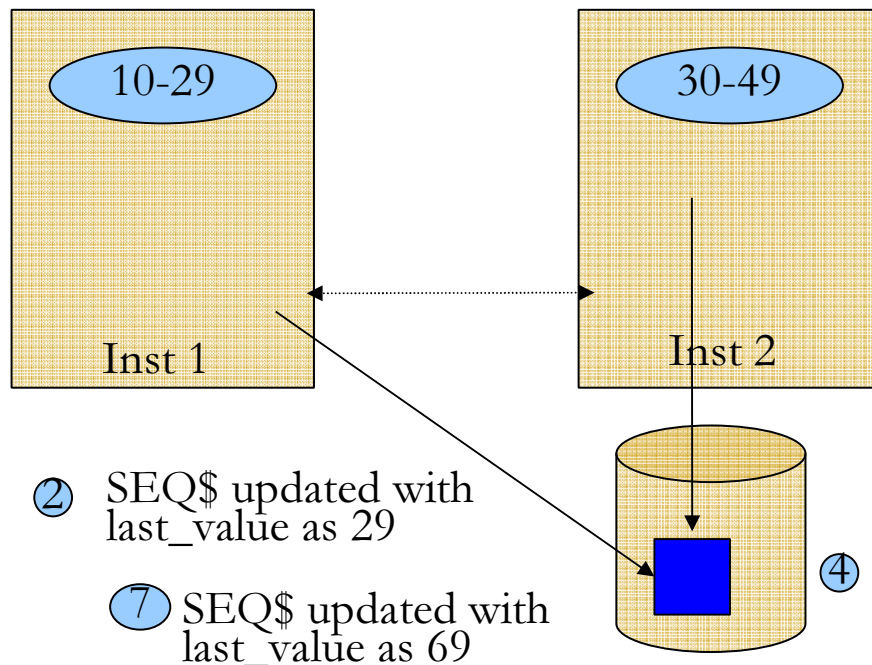 10-29
30-49
Inst 1
Inst 2
2 SEQ$ updated with
last_value as 29
4
7 SEQ$ updated with
last_value as 69